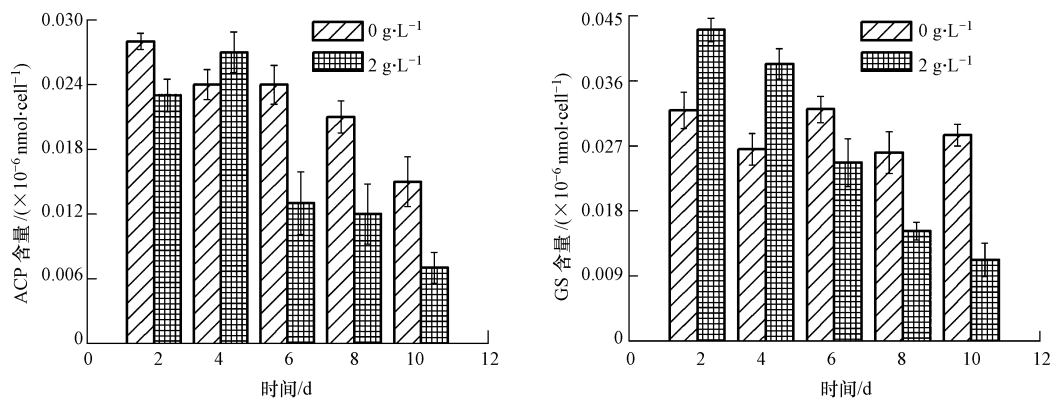 0.030
0.024
0.018
0.012
0.006
0
ACP 含量 /(×10⁻⁶ nmol·cell⁻¹)
0 g·L⁻¹
2 g·L⁻¹
0 2 4 6 8 10 12
时间/d
0.045
0.036
0.027
0.018
0.009
0
GS 含量 /(×10⁻⁶ nmol·cell⁻¹)
0 g·L⁻¹
2 g·L⁻¹
0 2 4 6 8 10 12
时间/d